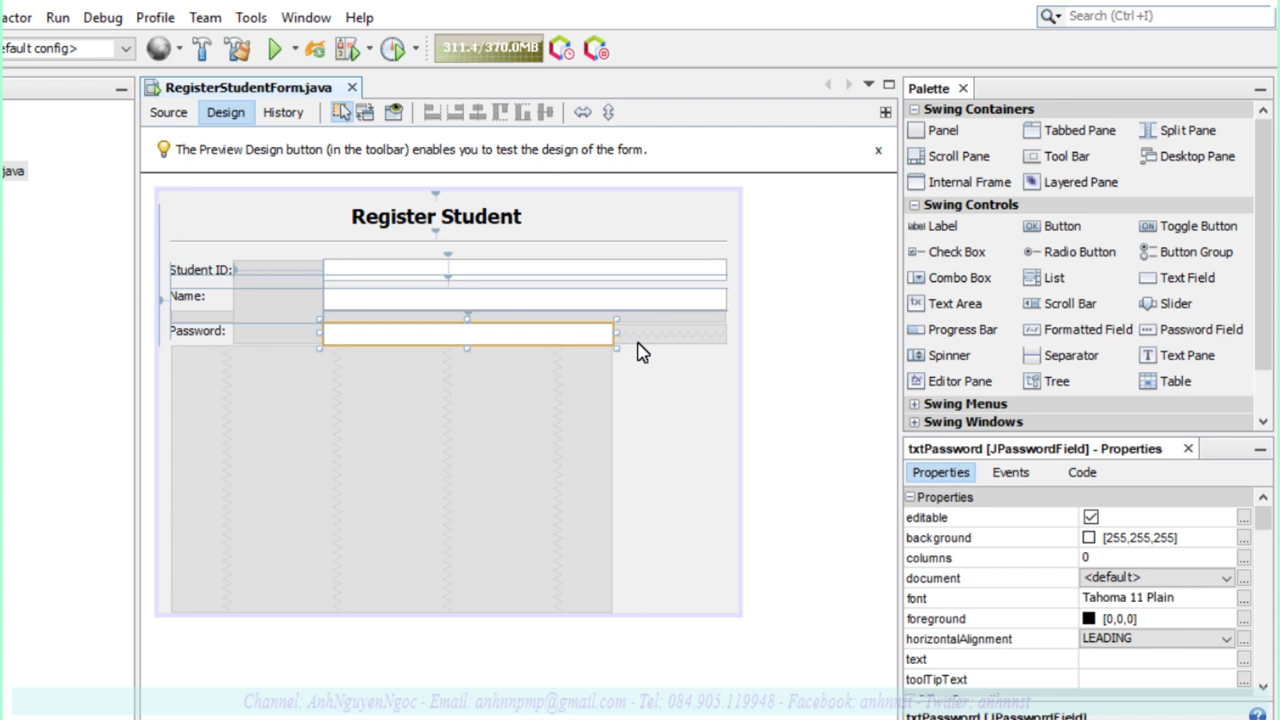 actor Run Debug Profile Team Tools Window Help
Search (Ctrl+I)
efault config>
311.4/370.0MB
RegisterStudentForm.java
Source Design History
The Preview Design button (in the toolbar) enables you to test the design of the form. x
java
Register Student
Student ID:
Name:
Password:
Palette
Swing Containers
Panel Tabbed Pane Split Pane
Scroll Pane Tool Bar Desktop Pane
Internal Frame Layered Pane
Swing Controls
label Label OK Button ON Toggle Button
Check Box Radio Button Button Group
Combo Box List Text Field
Text Area Scroll Bar Slider
Progress Bar Formatted Field Password Field
Spinner Separator T Text Pane
Editor Pane Tree Table
Swing Menus
Swing Windows
txtPassword [JPasswordField] - Properties
Properties Events Code
Properties
editable ...
background [255,255,255] ...
columns 0 ...
document <default> ...
font Tahoma 11 Plain ...
foreground [0,0,0] ...
horizontalAlignment LEADING ...
text ...
toolTipText ...
txtPassword [JPasswordField]
Channel: AnhNguyenNgoc - Email: anhnnpmp@gmail.com - Tel: 084.905.119948 - Facebook: anhnnst - Twitter: anhnnst